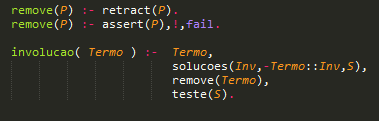 remove(P) :- retract(P).
remove(P) :- assert(P),!,fail.
involucao( Termo ) :- Termo,
solucoes(Inv,-Termo::Inv,S),
remove(Termo),
teste(S).